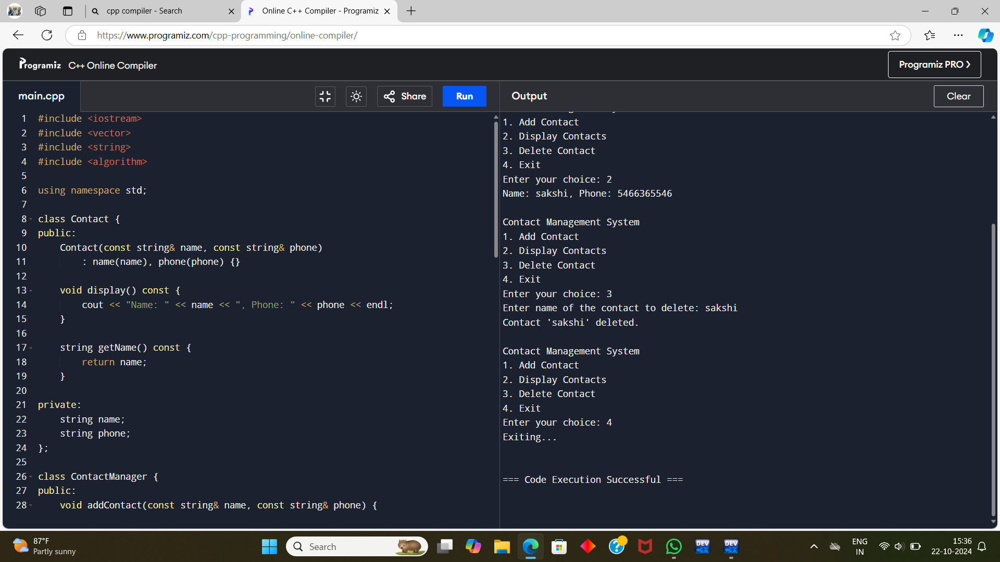 cpp compiler - Search
Online C++ Compiler - Programiz
https://www.programiz.com/cpp-programming/online-compiler/
Programiz C++ Online Compiler
Programiz PRO ❯
main.cpp
Share
Run
Output
Clear
1 #include <iostream>
2 #include <vector>
3 #include <string>
4 #include <algorithm>
5
6 using namespace std;
7
8 class Contact {
9 public:
10 Contact(const string& name, const string& phone)
11 : name(name), phone(phone) {}
12
13 void display() const {
14 cout << "Name: " << name << ", Phone: " << phone << endl;
15 }
16
17 string getName() const {
18 return name;
19 }
20
21 private:
22 string name;
23 string phone;
24 };
25
26 class ContactManager {
27 public:
28 void addContact(const string& name, const string& phone) {
1. Add Contact
2. Display Contacts
3. Delete Contact
4. Exit
Enter your choice: 2
Name: sakshi, Phone: 5466365546
Contact Management System
1. Add Contact
2. Display Contacts
3. Delete Contact
4. Exit
Enter your choice: 3
Enter name of the contact to delete: sakshi
Contact 'sakshi' deleted.
Contact Management System
1. Add Contact
2. Display Contacts
3. Delete Contact
4. Exit
Enter your choice: 4
Exiting...
=== Code Execution Successful ===
87°F
Partly sunny
Search
DEV
C++
DEV
C++
ENG
IN
15:36
22-10-2024